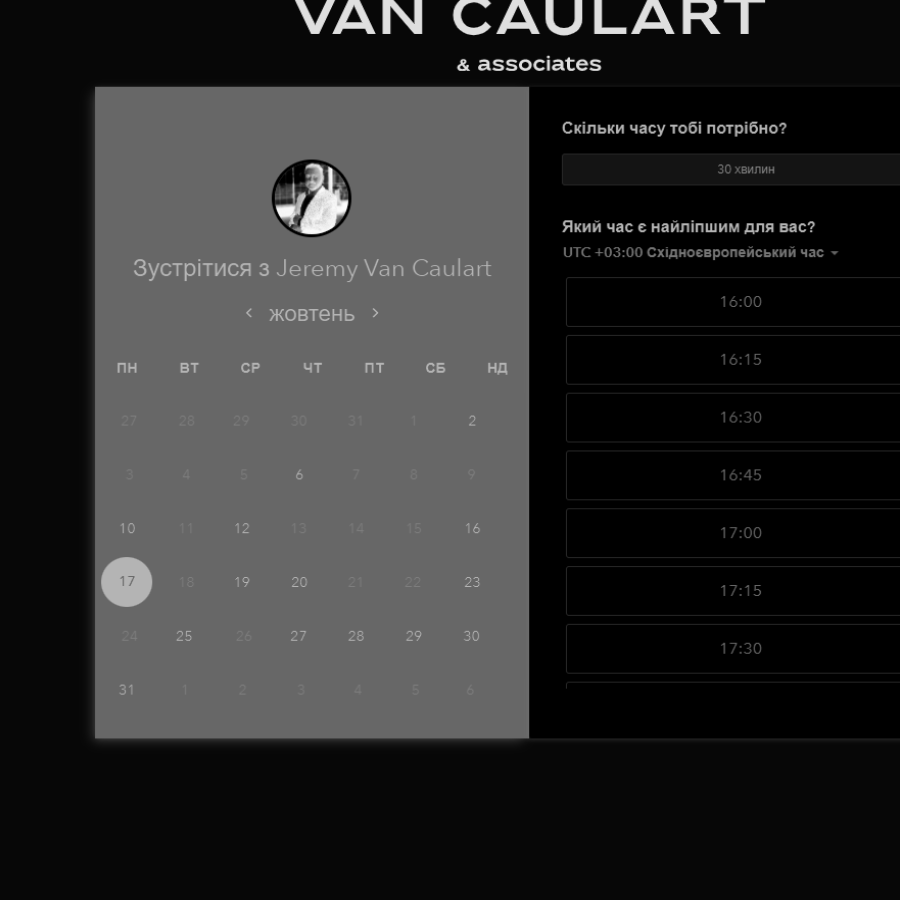 VAN CAULART
& associates
Зустрітися з Jeremy Van Caulart
жовтень
ПН ВТ СР ЧТ ПТ СБ НД
27 28 29 30 31 1 2
3 4 5 6 7 8 9
10 11 12 13 14 15 16
17 18 19 20 21 22 23
24 25 26 27 28 29 30
31 1 2 3 4 5 6
Скільки часу тобі потрібно?
30 хвилин
Який час є найліпшим для вас?
UTC +03:00 Східноєвропейський час
16:00
16:15
16:30
16:45
17:00
17:15
17:30